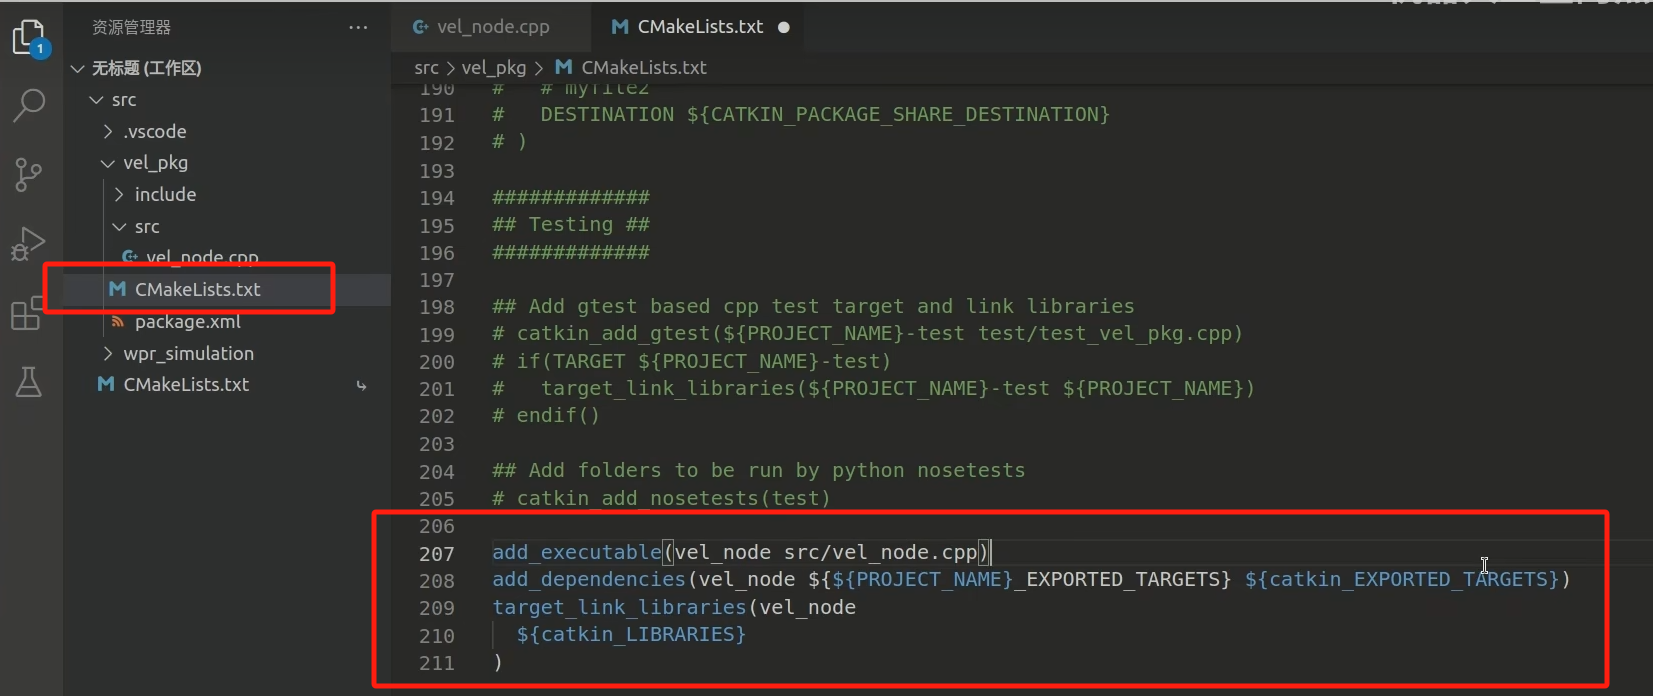 资源管理器 ···
vel_node.cpp
CMakeLists.txt
1
无标题 (工作区)
src > vel_pkg > CMakeLists.txt
src
.vscode
vel_pkg
include
src
vel_node.cpp
CMakeLists.txt
package.xml
wpr_simulation
CMakeLists.txt
190 # # myfile2
191 # DESTINATION ${CATKIN_PACKAGE_SHARE_DESTINATION}
192 # )
193
194 #############
195 ## Testing ##
196 #############
197
198 ## Add gtest based cpp test target and link libraries
199 # catkin_add_gtest(${PROJECT_NAME}-test test/test_vel_pkg.cpp)
200 # if(TARGET ${PROJECT_NAME}-test)
201 # target_link_libraries(${PROJECT_NAME}-test ${PROJECT_NAME})
202 # endif()
203
204 ## Add folders to be run by python nosetests
205 # catkin_add_nosetests(test)
206
207 add_executable(vel_node src/vel_node.cpp)
208 add_dependencies(vel_node ${${PROJECT_NAME}_EXPORTED_TARGETS} ${catkin_EXPORTED_TARGETS})
209 target_link_libraries(vel_node
210 ${catkin_LIBRARIES}
211 )